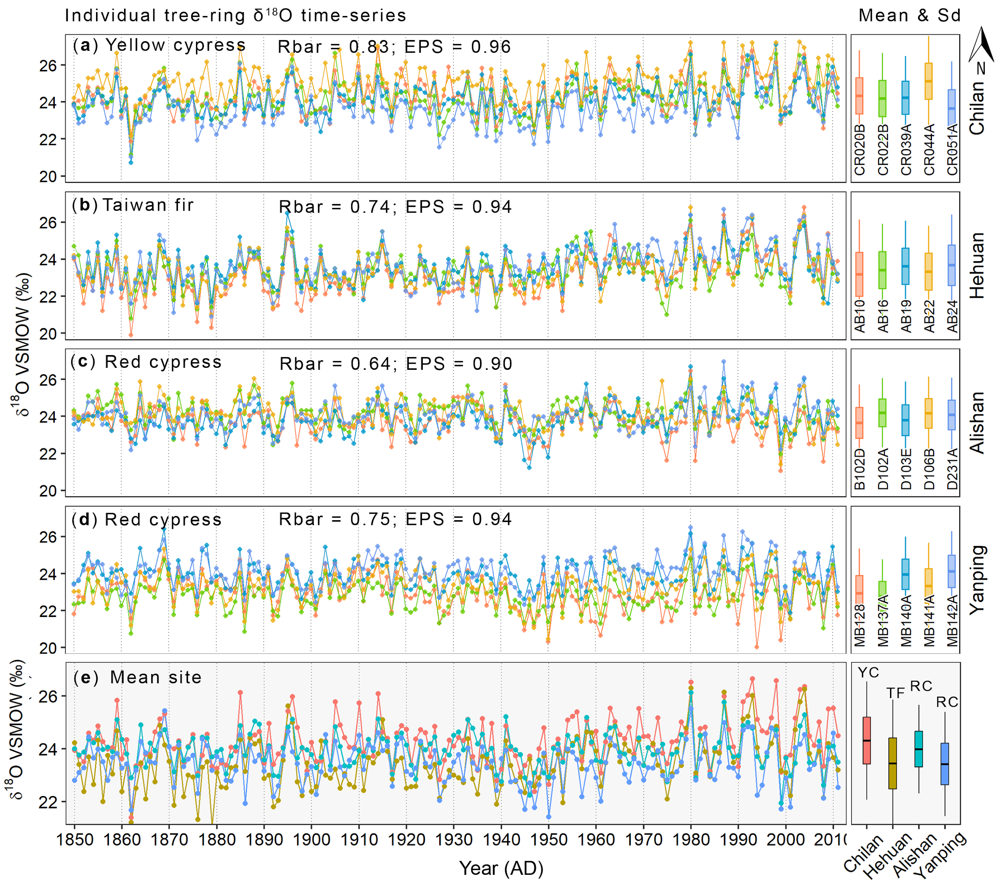 Individual tree-ring δ¹⁸O time-series
Mean & Sd
(a) Yellow cypress
Rbar = 0.83; EPS = 0.96
26
24
22
20
CR020B
CR022B
CR039A
CR044A
CR051A
N
Chilan
(b) Taiwan fir
Rbar = 0.74; EPS = 0.94
26
24
22
20
AB10
AB16
AB19
AB22
AB24
Hehuan
δ¹⁸O VSMOW (‰)
(c) Red cypress
Rbar = 0.64; EPS = 0.90
26
24
22
20
B102D
D102A
D103E
D106B
D231A
Alishan
(d) Red cypress
Rbar = 0.75; EPS = 0.94
26
24
22
20
MB128
MB137A
MB140A
MB141A
MB142A
Yanping
δ¹⁸O VSMOW (‰)
(e) Mean site
26
24
22
YC
TF
RC
RC
1850 1860 1870 1880 1890 1900 1910 1920 1930 1940 1950 1960 1970 1980 1990 2000 2010
Chilan
Hehuan
Alishan
Yanping
Year (AD)